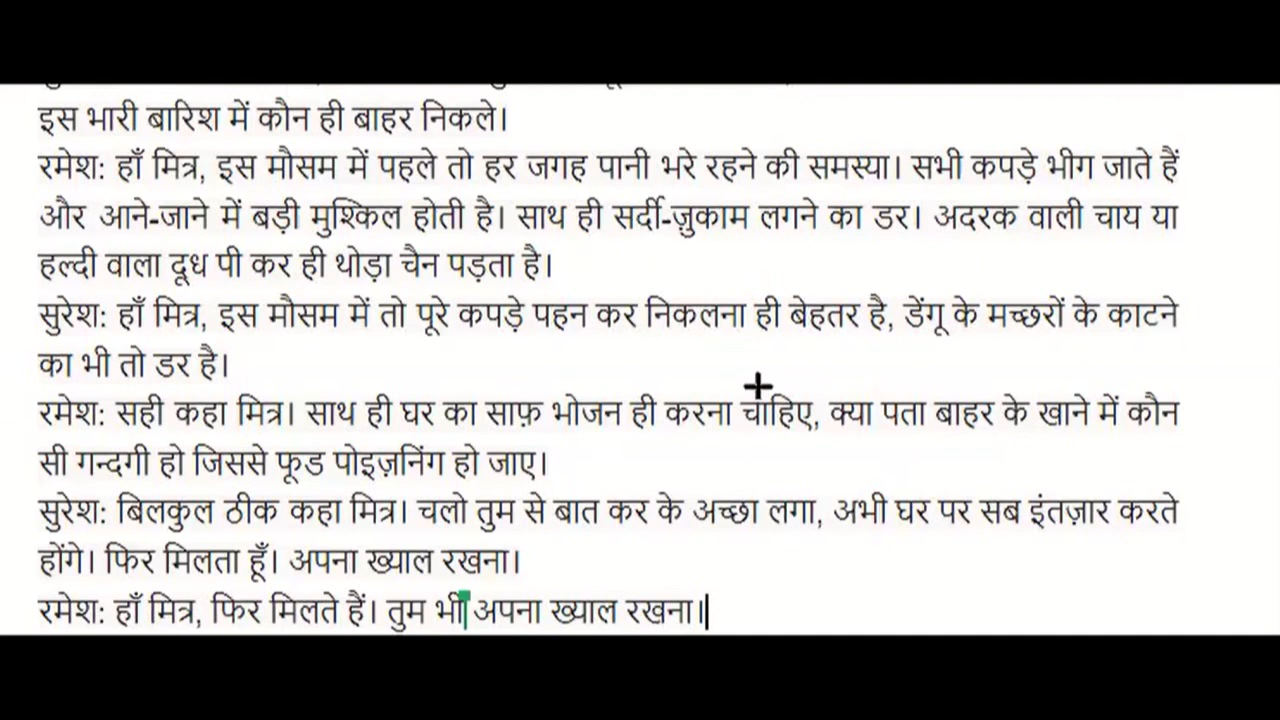 इस भारी बारिश में कौन ही बाहर निकले।
रमेश: हाँ मित्र, इस मौसम में पहले तो हर जगह पानी भरे रहने की समस्या। सभी कपड़े भीग जाते हैं
और आने-जाने में बड़ी मुश्किल होती है। साथ ही सर्दी-ज़ुकाम लगने का डर। अदरक वाली चाय या
हल्दी वाला दूध पी कर ही थोड़ा चैन पड़ता है।
सुरेश: हाँ मित्र, इस मौसम में तो पूरे कपड़े पहन कर निकलना ही बेहतर है, डेंगू के मच्छरों के काटने
का भी तो डर है।
रमेश: सही कहा मित्र। साथ ही घर का साफ़ भोजन ही करना चाहिए, क्या पता बाहर के खाने में कौन
सी गन्दगी हो जिससे फूड पोइज़निंग हो जाए।
सुरेश: बिलकुल ठीक कहा मित्र। चलो तुम से बात कर के अच्छा लगा, अभी घर पर सब इंतज़ार करते
होंगे। फिर मिलता हूँ। अपना ख्याल रखना।
रमेश: हाँ मित्र, फिर मिलते हैं। तुम भी अपना ख्याल रखना।